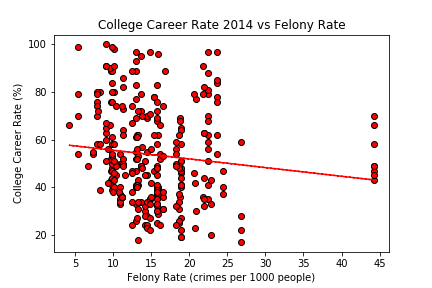 College Career Rate 2014 vs Felony Rate
College Career Rate (%)
100
80
60
40
20
5 10 15 20 25 30 35 40 45
Felony Rate (crimes per 1000 people)